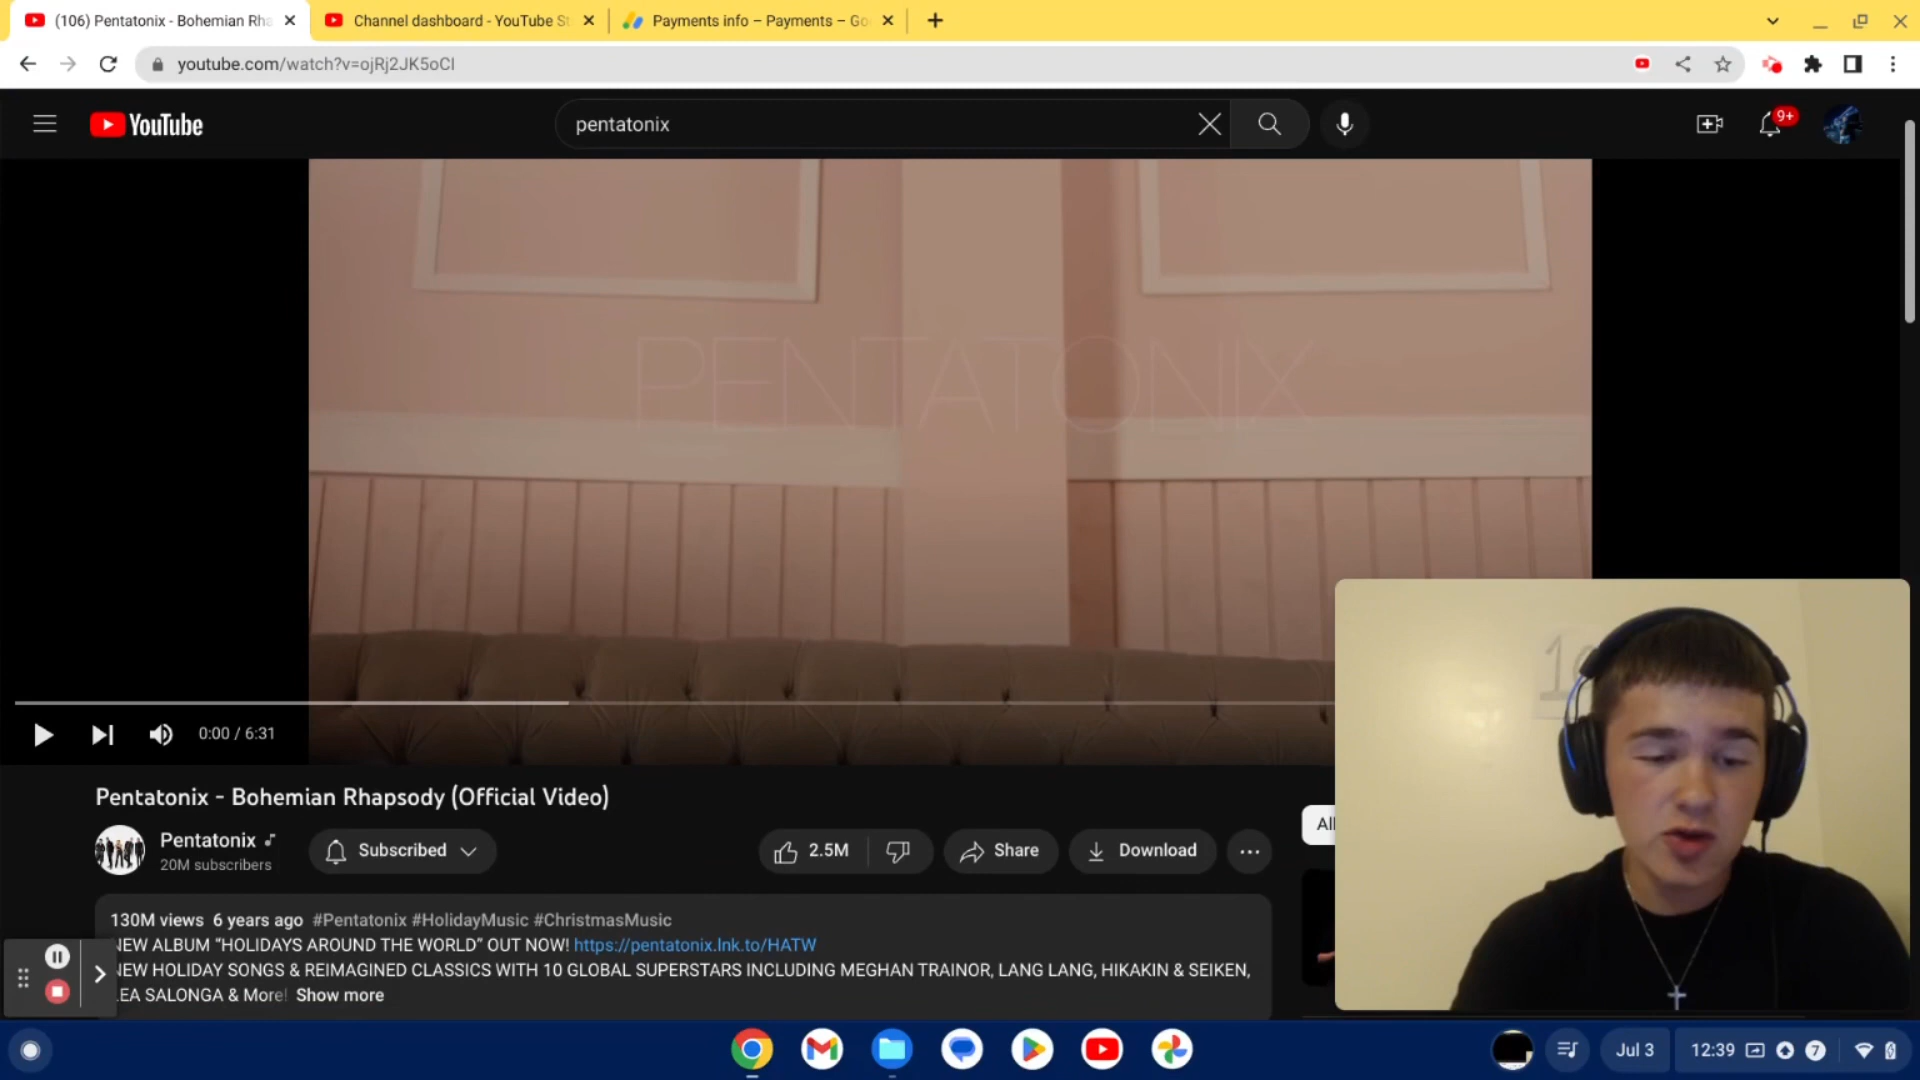 (106) Pentatonix - Bohemian Rha
Channel dashboard - YouTube St
Payments info – Payments – Go
youtube.com/watch?v=ojRj2JK5oCI
YouTube
pentatonix
9+
PENTATONIX
0:00 / 6:31
Pentatonix - Bohemian Rhapsody (Official Video)
Pentatonix
20M subscribers
Subscribed
2.5M
Share
Download
All
130M views 6 years ago #Pentatonix #HolidayMusic #ChristmasMusic
NEW ALBUM “HOLIDAYS AROUND THE WORLD” OUT NOW! https://pentatonix.lnk.to/HATW
NEW HOLIDAY SONGS & REIMAGINED CLASSICS WITH 10 GLOBAL SUPERSTARS INCLUDING MEGHAN TRAINOR, LANG LANG, HIKAKIN & SEIKEN,
LEA SALONGA & More! Show more
Jul 3
12:39
7